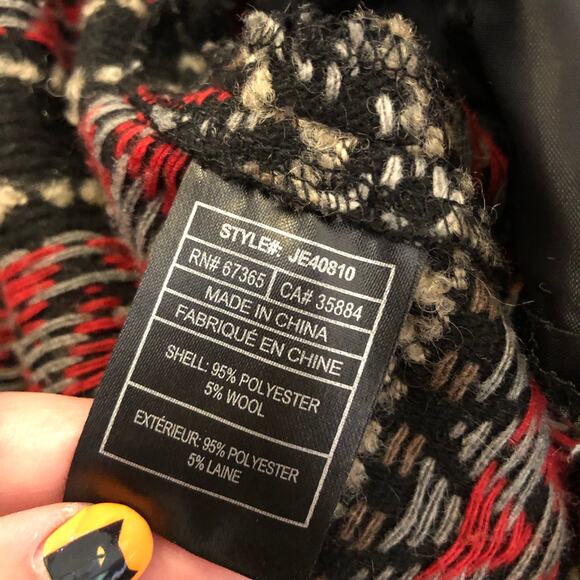 STYLE#: JE40810
RN# 67365 CA# 35884
MADE IN CHINA
FABRIQUÉ EN CHINE
SHELL: 95% POLYESTER
5% WOOL
EXTÉRIEUR: 95% POLYESTER
5% LAINE